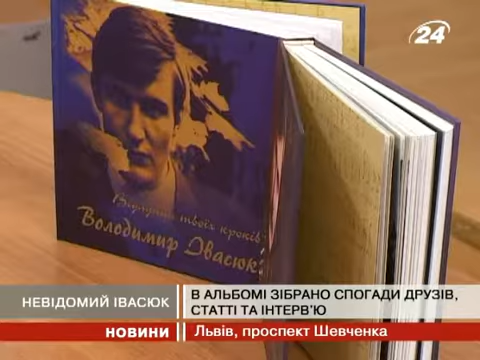 24
Відлуння твоїх кроків
Володимир Івасюк
НЕВІДОМИЙ ІВАСЮК
В АЛЬБОМІ ЗІБРАНО СПОГАДИ ДРУЗІВ,
СТАТТІ ТА ІНТЕРВ'Ю
НОВИНИ
Львів, проспект Шевченка